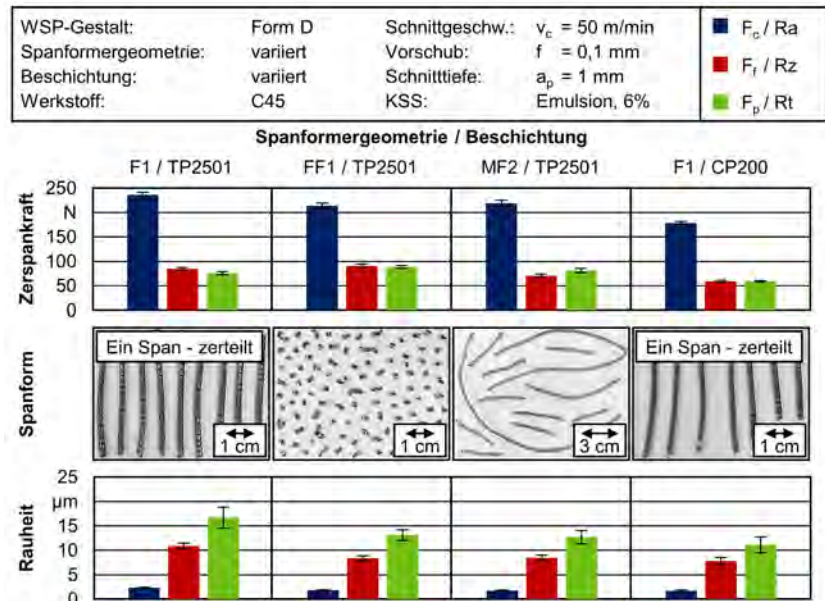 WSP-Gestalt: Form D Schnittgeschw.: v_c = 50 m/min
Spanformergeometrie: variiert Vorschub: f = 0,1 mm
Beschichtung: variiert Schnitttiefe: a_p = 1 mm
Werkstoff: C45 KSS: Emulsion, 6%
F_c / Ra
F_f / Rz
F_p / Rt
Spanformergeometrie / Beschichtung
F1 / TP2501 FF1 / TP2501 MF2 / TP2501 F1 / CP200
Zerspankraft
250
N
150
100
50
0
Spanform
Ein Span - zerteilt
1 cm
1 cm
3 cm
Ein Span - zerteilt
1 cm
Rauheit
25
µm
15
10
5
0